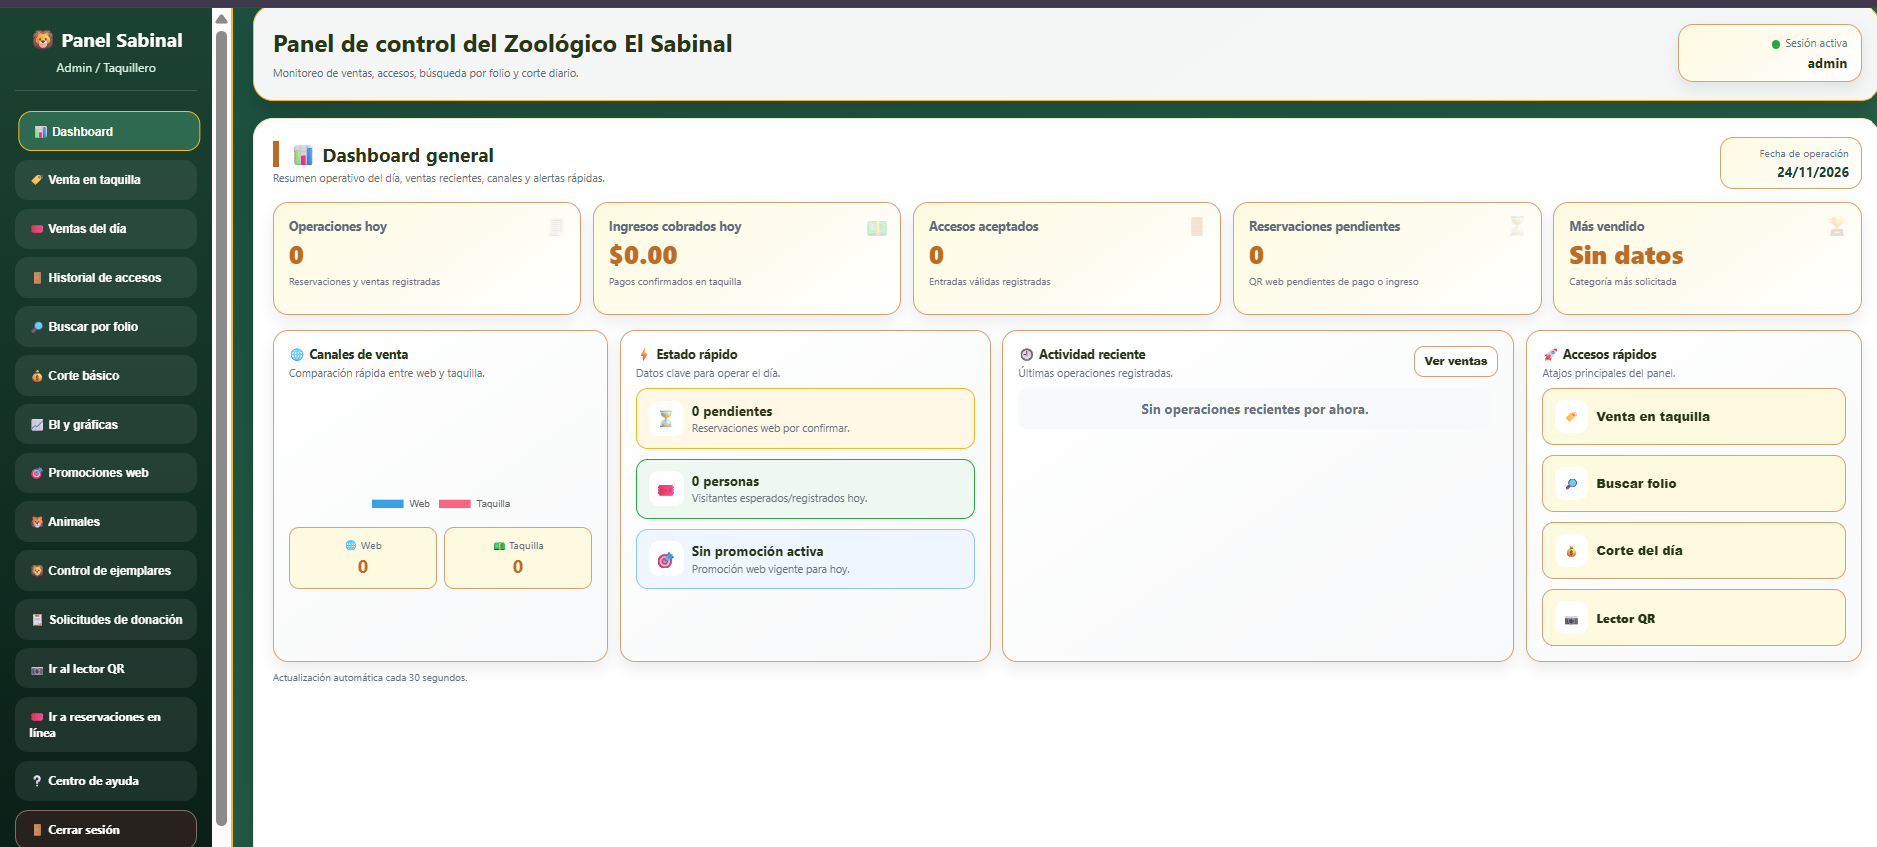 Panel Sabinal
Admin / Taquillero
Dashboard
Venta en taquilla
Ventas del día
Historial de accesos
Buscar por folio
Corte básico
BI y gráficas
Promociones web
Animales
Control de ejemplares
Solicitudes de donación
Ir al lector QR
Ir a reservaciones en
línea
Centro de ayuda
Cerrar sesión
Panel de control del Zoológico El Sabinal
Monitoreo de ventas, accesos, búsqueda por folio y corte diario.
Sesión activa
admin
Dashboard general
Resumen operativo del día, ventas recientes, canales y alertas rápidas.
Fecha de operación
24/11/2026
Operaciones hoy
0
Reservaciones y ventas registradas
Ingresos cobrados hoy
$0.00
Pagos confirmados en taquilla
Accesos aceptados
0
Entradas válidas registradas
Reservaciones pendientes
0
QR web pendientes de pago o ingreso
Más vendido
Sin datos
Categoría más solicitada
Canales de venta
Comparación rápida entre web y taquilla.
Web
Taquilla
Web
0
Taquilla
0
Estado rápido
Datos clave para operar el día.
0 pendientes
Reservaciones web por confirmar.
0 personas
Visitantes esperados/registrados hoy.
Sin promoción activa
Promoción web vigente para hoy.
Actividad reciente
Últimas operaciones registradas.
Ver ventas
Sin operaciones recientes por ahora.
Accesos rápidos
Atajos principales del panel.
Venta en taquilla
Buscar folio
Corte del día
Lector QR
Actualización automática cada 30 segundos.